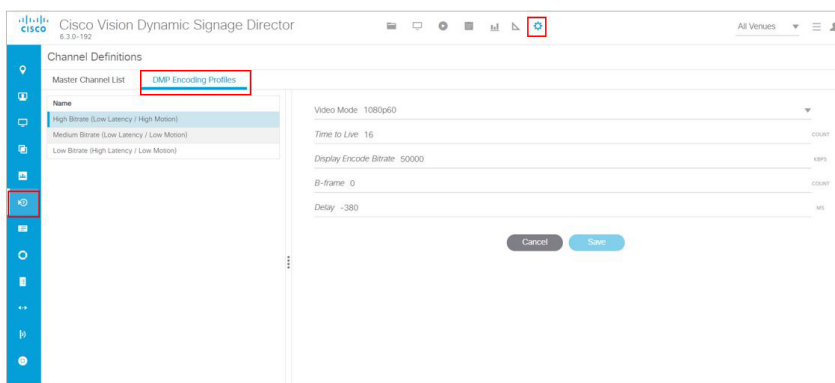 CISCO
Cisco Vision Dynamic Signage Director
6.3.0-192
All Venues
Channel Definitions
Master Channel List
DMP Encoding Profiles
Name
High Bitrate (Low Latency / High Motion)
Medium Bitrate (Low Latency / Low Motion)
Low Bitrate (High Latency / Low Motion)
Video Mode 1080p60
Time to Live 16 COUNT
Display Encode Bitrate 50000 KBPS
B-frame 0 COUNT
Delay -380 MS
Cancel
Save